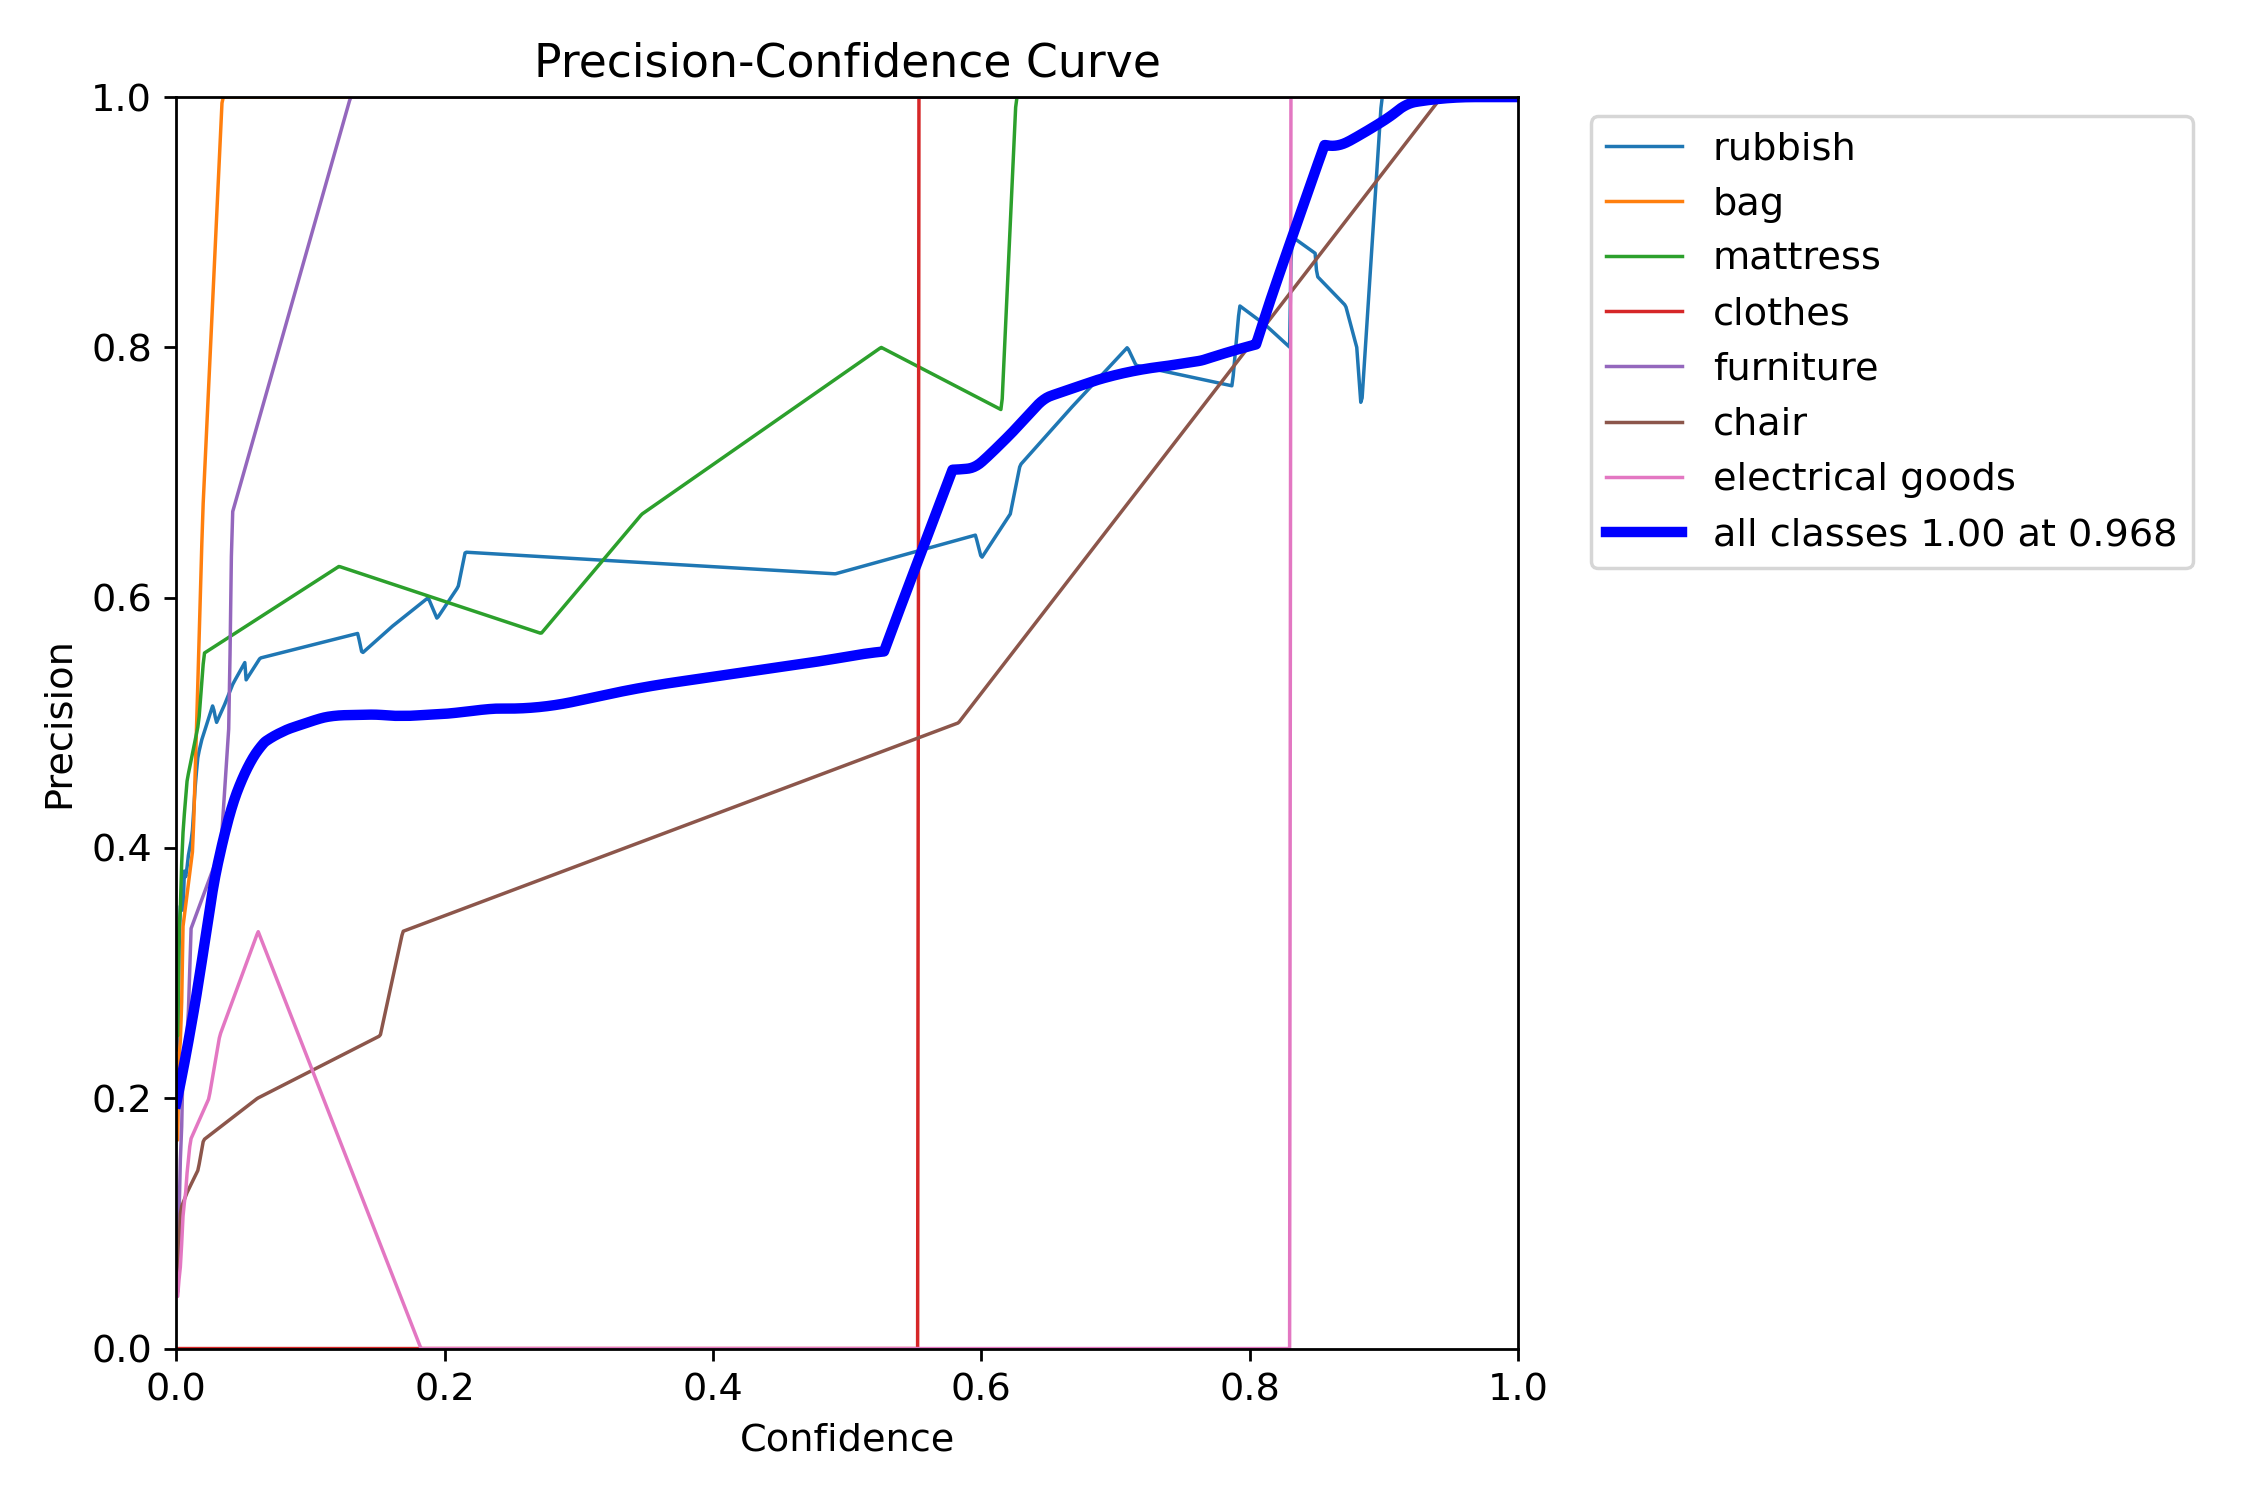 Precision-Confidence Curve
1.0
0.8
0.6
0.4
0.2
0.0
Precision
0.0 0.2 0.4 0.6 0.8 1.0
Confidence
rubbish
bag
mattress
clothes
furniture
chair
electrical goods
all classes 1.00 at 0.968